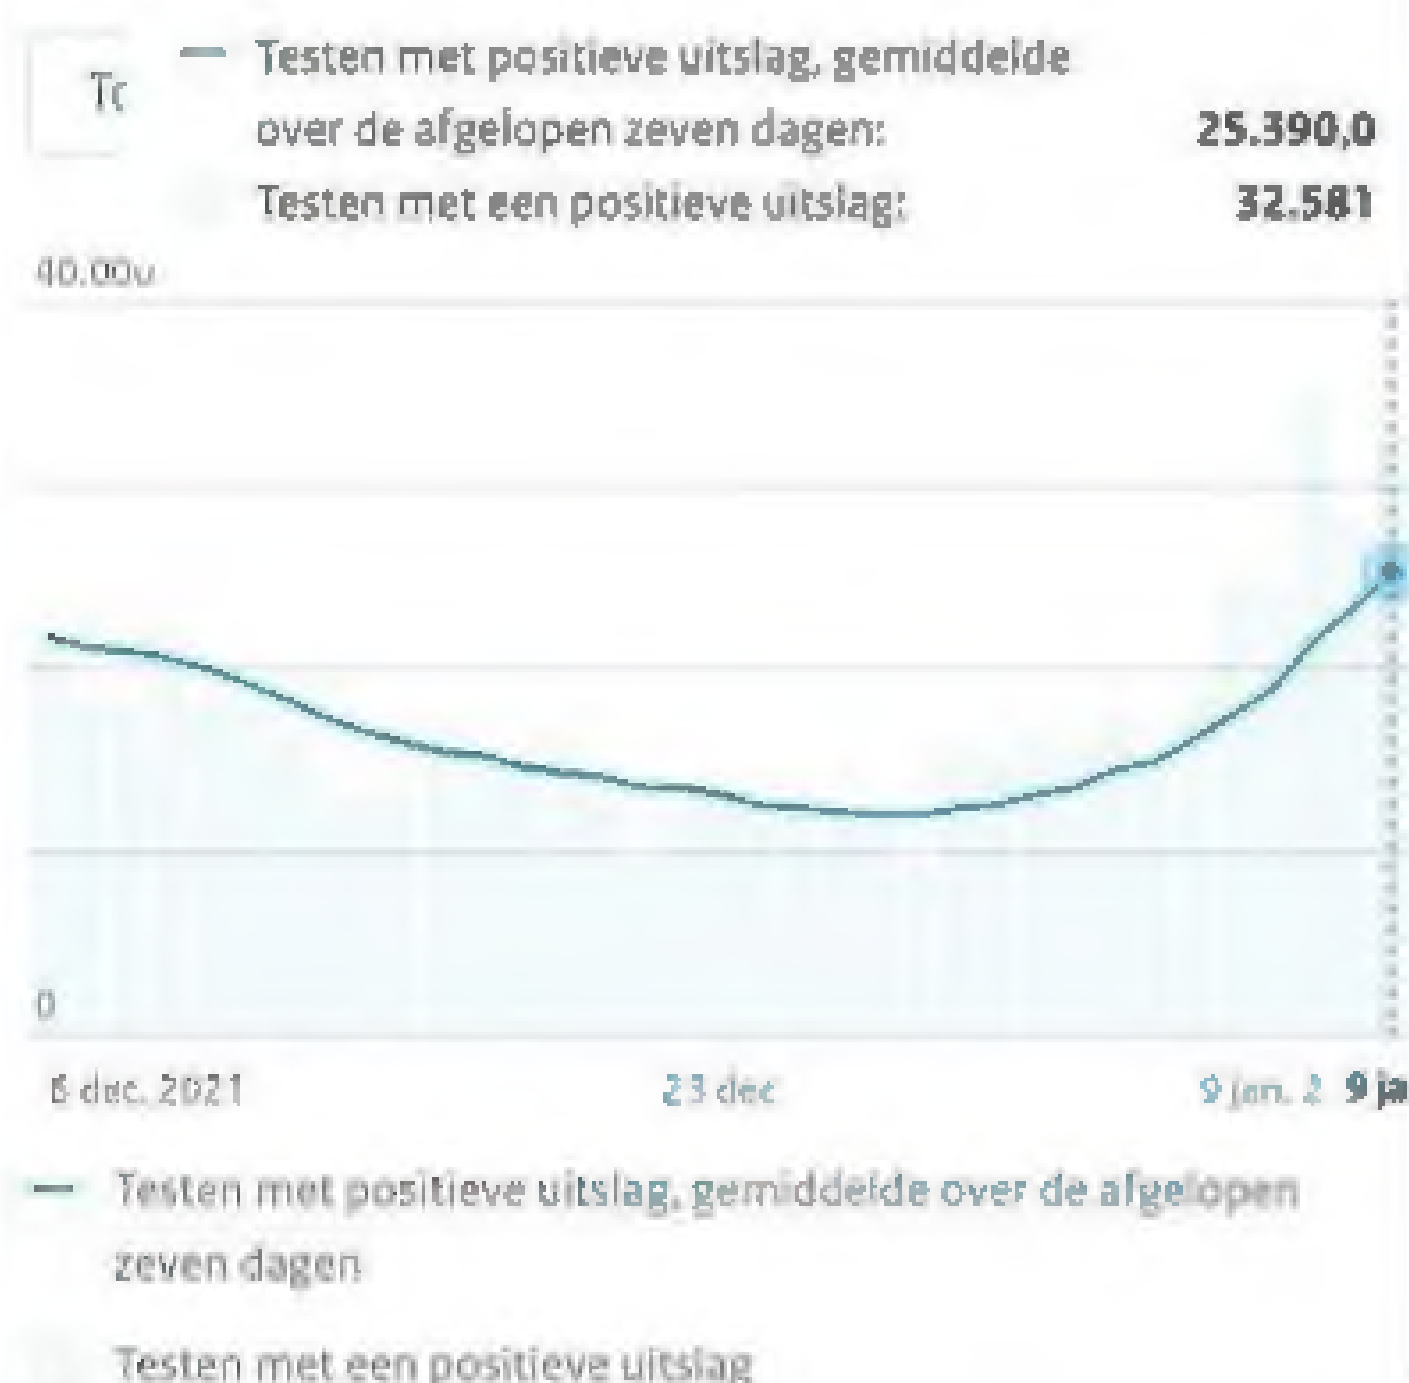 Testen met positieve uitslag, gemiddelde
over de afgelopen zeven dagen: 25.390,0
Testen met een positieve uitslag: 32.581
40.000
0
dec. 2021 23 dec 9 jan. 2 9 ja
Testen met positieve uitslag, gemiddelde over de afgelopen
zeven dagen
Testen met een positieve uitslag